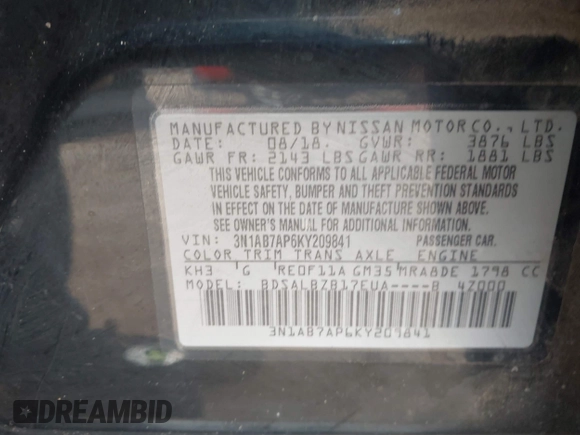 MANUFACTURED BY NISSAN MOTOR CO., LTD.
DATE: 08/18. GVWR: 3876 LBS
GAWR FR: 2143 LBS GAWR RR: 1881 LBS
THIS VEHICLE CONFORMS TO ALL APPLICABLE FEDERAL MOTOR
VEHICLE SAFETY, BUMPER AND THEFT PREVENTION STANDARDS
IN EFFECT ON THE DATE OF MANUFACTURE SHOWN ABOVE.
SEE OWNER'S MANUAL FOR ADDITIONAL INFORMATION.
VIN: 3N1AB7AP6KY209841 PASSENGER CAR.
COLOR TRIM TRANS AXLE ENGINE
KH3 G RE0F11A GM35 MRA8DE 1798 CC
MODEL: BDSALBZB17EUA----B 4Z000
3N1AB7AP6KY209841
DREAMBID